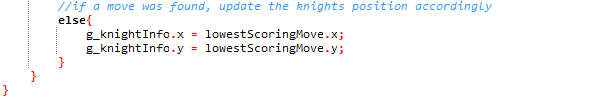 //if a move was found, update the knights position accordingly
else{
g_knightInfo.x = lowestScoringMove.x;
g_knightInfo.y = lowestScoringMove.y;
}
}
}